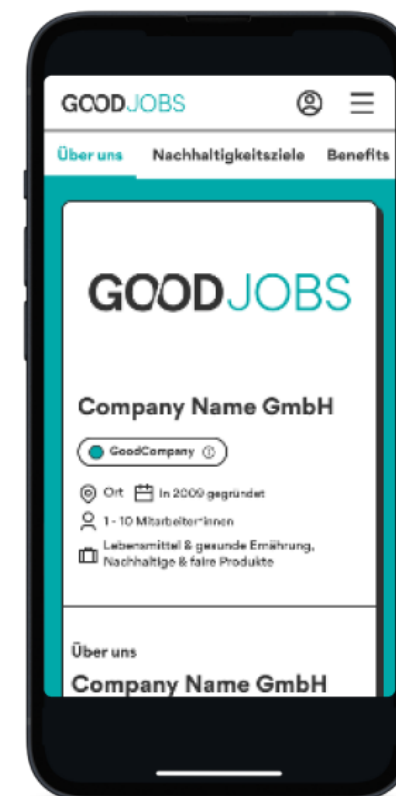 GOODJOBS
Über uns Nachhaltigkeitsziele Benefits
GOODJOBS
Company Name GmbH
GoodCompany
Ort In 2009 gegründet
1 - 10 Mitarbeiter*innen
Lebensmittel & gesunde Ernährung,
Nachhaltige & faire Produkte
Über uns
Company Name GmbH